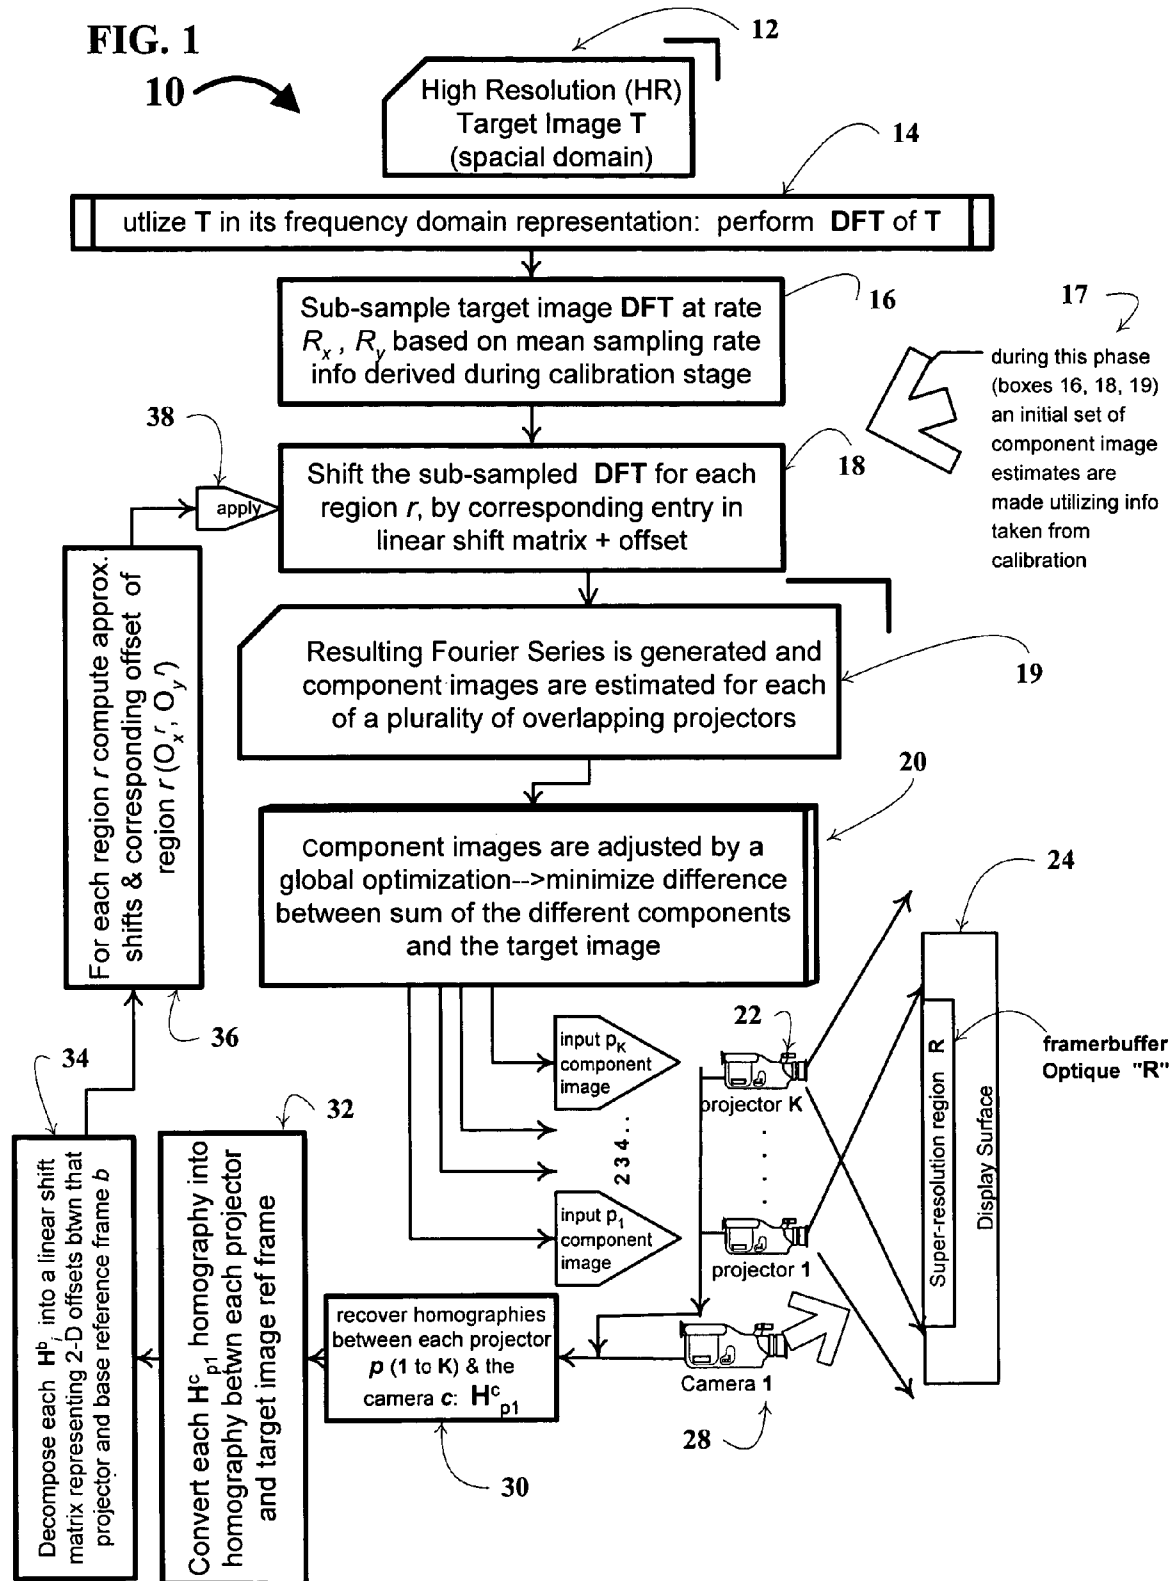 FIG. 1
10
12
High Resolution (HR)
Target Image T
(spacial domain)
14
utlize T in its frequency domain representation: perform DFT of T
Sub-sample target image DFT at rate
Rx , Ry based on mean sampling rate
info derived during calibration stage
16
17
during this phase
(boxes 16, 18, 19)
an initial set of
component image
estimates are
made utilizing info
taken from
calibration
38
apply
Shift the sub-sampled DFT for each
region r, by corresponding entry in
linear shift matrix + offset
18
Resulting Fourier Series is generated and
component images are estimated for each
of a plurality of overlapping projectors
19
For each region r compute approx.
shifts & corresponding offset of
region r (Ox^r, Oy^r)
36
20
Component images are adjusted by a
global optimization-->minimize difference
between sum of the different components
and the target image
24
input pK
component
image
22
projector K
2 3 4 . .
input p1
component
image
projector 1
Super-resolution region R
Display Surface
framerbuffer
Optique "R"
34
Decompose each H^b_i into a linear shift
matrix representing 2-D offsets btwn that
projector and base reference frame b
32
Convert each H^c_p1 homography into
homography betwn each projector
and target image ref frame
recover homographies
between each projector
p (1 to K) & the
camera c: H^c_p1
30
Camera 1
28